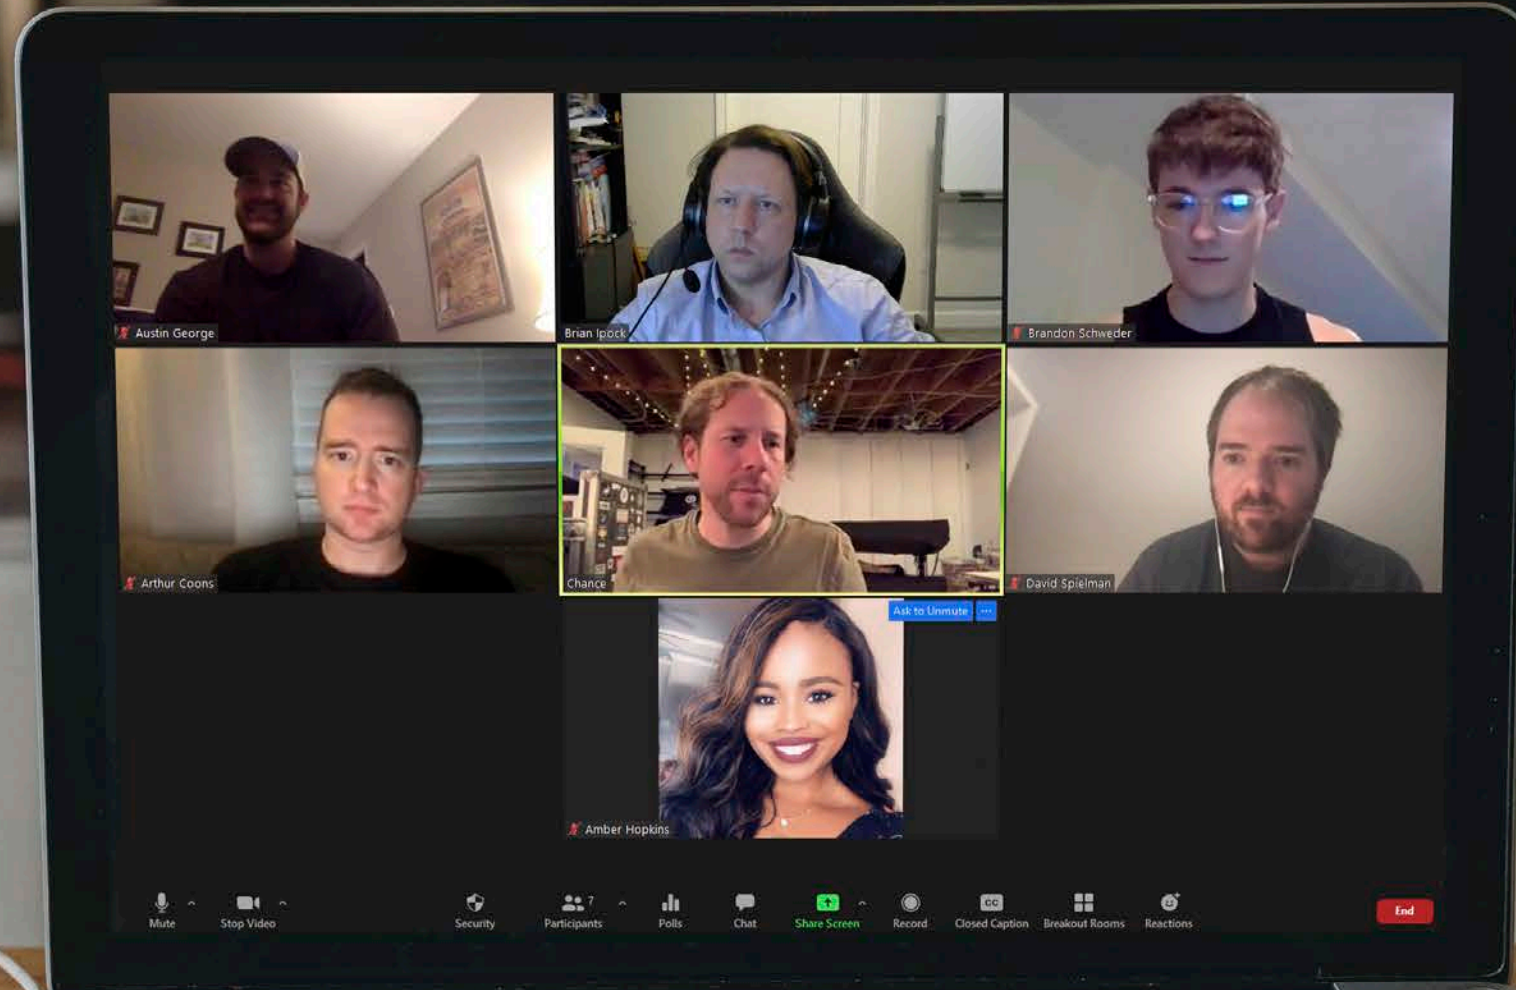 Austin George
Brian Ipock
Brandon Schweder
Arthur Coons
Chance
David Spielman
Ask to Unmute
Amber Hopkins
7
Mute
Stop Video
Security
Participants
Polls
Chat
Share Screen
Record
CC
Closed Caption
Breakout Rooms
Reactions
End